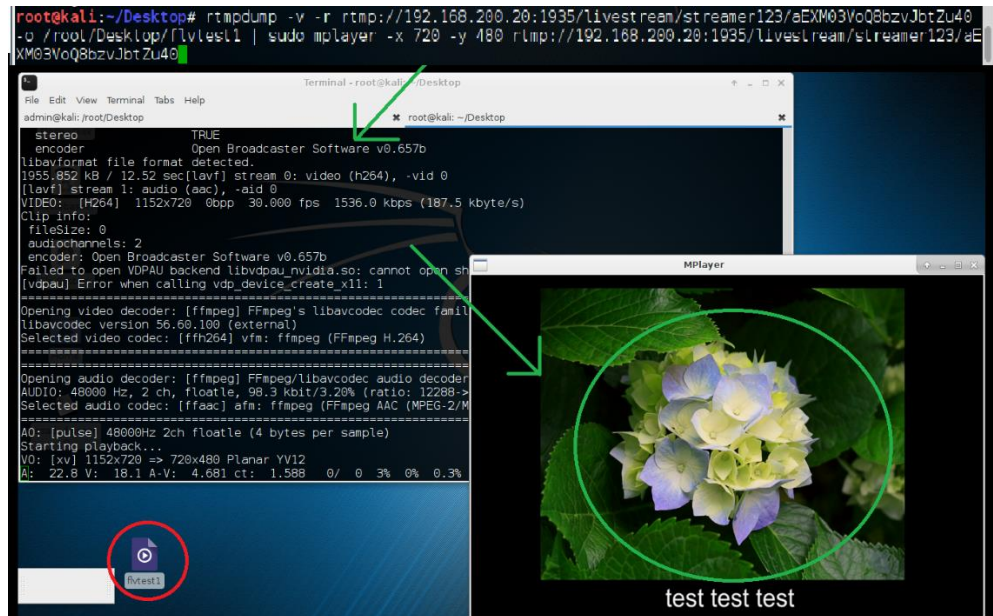 root@kali:~/Desktop# rtmpdump -v -r rtmp://192.168.200.20:1935/livestream/streamer123/aEXM03VoQ8bzvJbtZu40
-o /root/Desktop/flvtest1 | sudo mplayer -x 720 -y 480 rtmp://192.168.200.20:1935/livestream/streamer123/aE
XM03VoQ8bzvJbtZu40
Terminal - root@kali: ~/Desktop
File Edit View Terminal Tabs Help
admin@kali: /root/Desktop
root@kali: ~/Desktop
stereo TRUE
encoder Open Broadcaster Software v0.657b
libavformat file format detected.
1955.852 kB / 12.52 sec[lavf] stream 0: video (h264), -vid 0
[lavf] stream 1: audio (aac), -aid 0
VIDEO: [H264] 1152x720 0bpp 30.000 fps 1536.0 kbps (187.5 kbyte/s)
Clip info:
fileSize: 0
audiochannels: 2
encoder: Open Broadcaster Software v0.657b
Failed to open VDPAU backend libvdpau_nvidia.so: cannot open sh
[vdpau] Error when calling vdp_device_create_x11: 1
Opening video decoder: [ffmpeg] FFmpeg's libavcodec codec famil
libavcodec version 56.60.100 (external)
Selected video codec: [ffh264] vfm: ffmpeg (FFmpeg H.264)
Opening audio decoder: [ffmpeg] FFmpeg/libavcodec audio decoder
AUDIO: 48000 Hz, 2 ch, floatle, 98.3 kbit/3.20% (ratio: 12288->
Selected audio codec: [ffaac] afm: ffmpeg (FFmpeg AAC (MPEG-2/M
AO: [pulse] 48000Hz 2ch floatle (4 bytes per sample)
Starting playback...
VO: [xv] 1152x720 => 720x480 Planar YV12
A: 22.8 V: 18.1 A-V: 4.681 ct: 1.588 0/ 0 3% 0% 0.3%
MPlayer
test test test
flvtest1